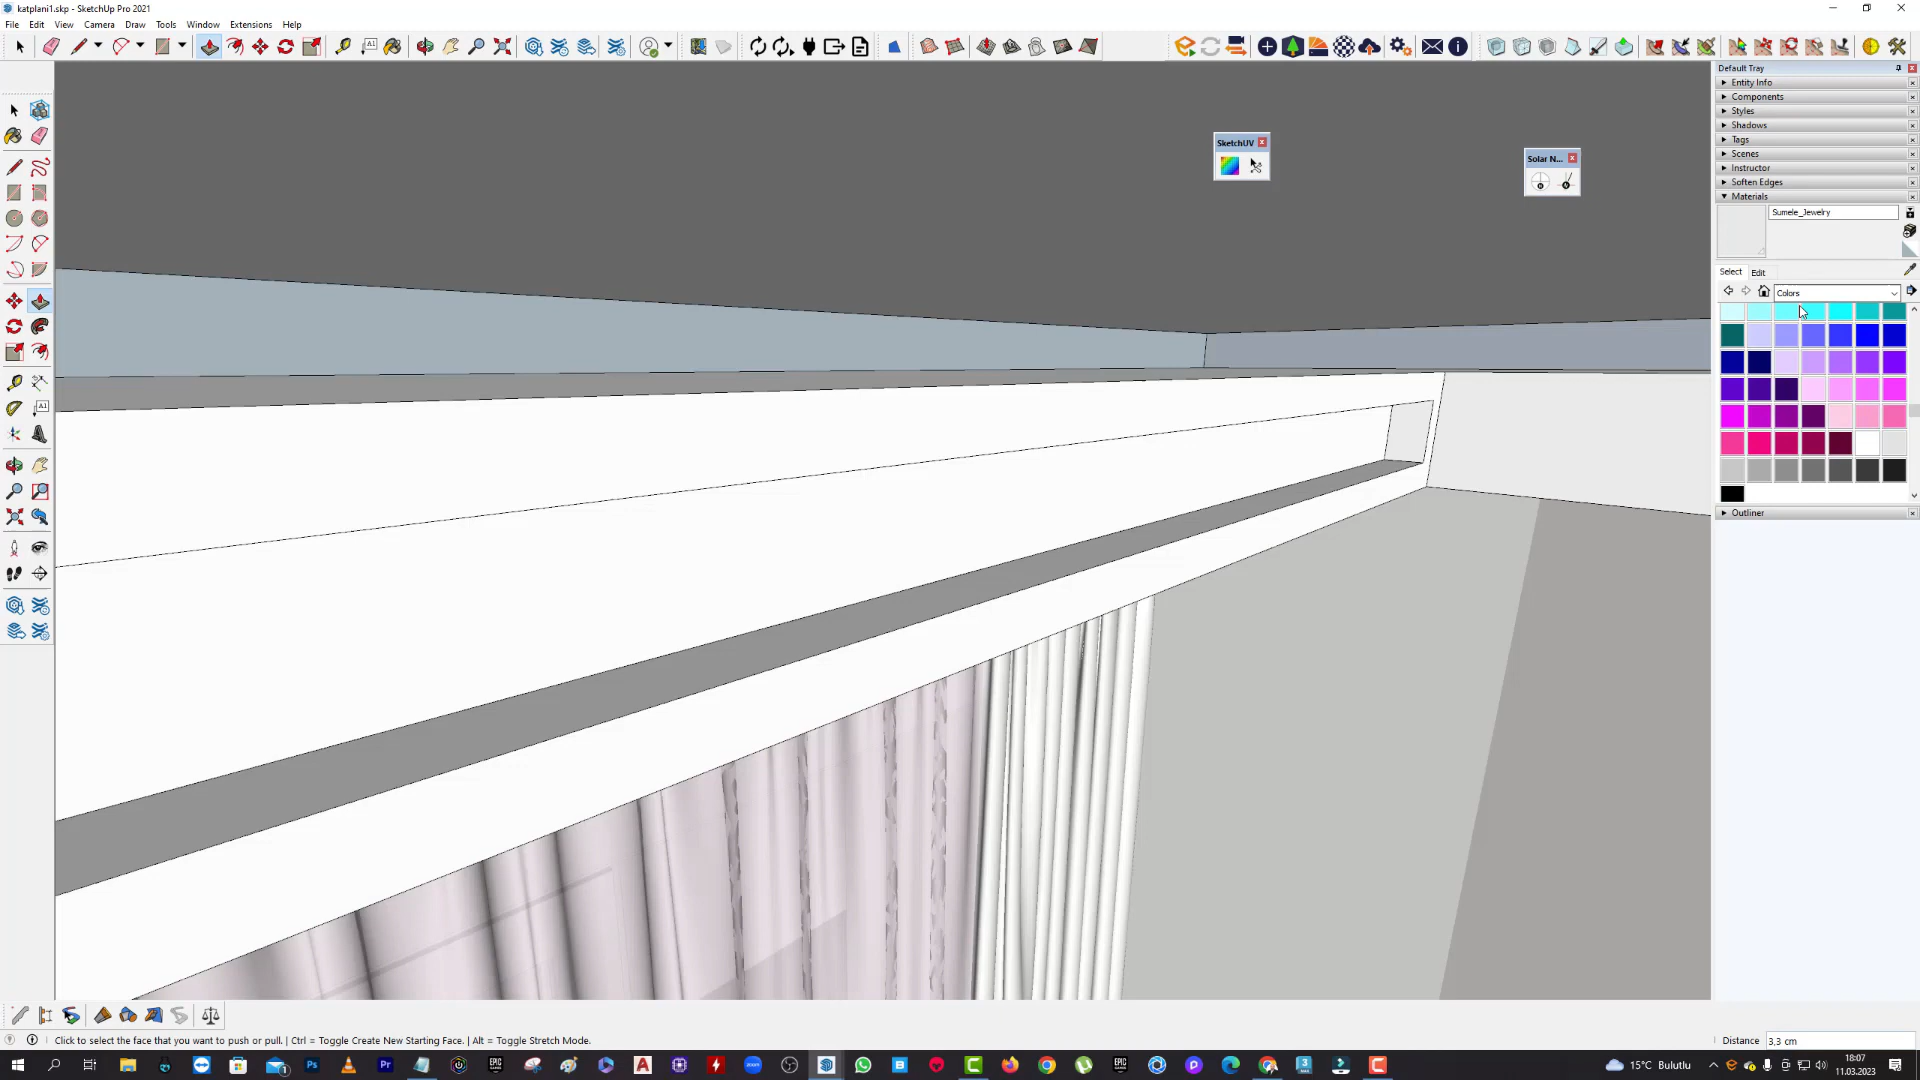 katplani1.skp - SketchUp Pro 2021
File Edit View Camera Draw Tools Window Extensions Help
Default Tray
Entity Info
Components
Styles
Shadows
Tags
Scenes
Instructor
Soften Edges
Materials
Sumele_Jewelry
Select Edit
Colors
Outliner
SketchUV
Solar N...
Click to select the face that you want to push or pull. | Ctrl = Toggle Create New Starting Face. | Alt = Toggle Stretch Mode.
Distance 3,3 cm
15°C Bulutlu
18:07
11.03.2023